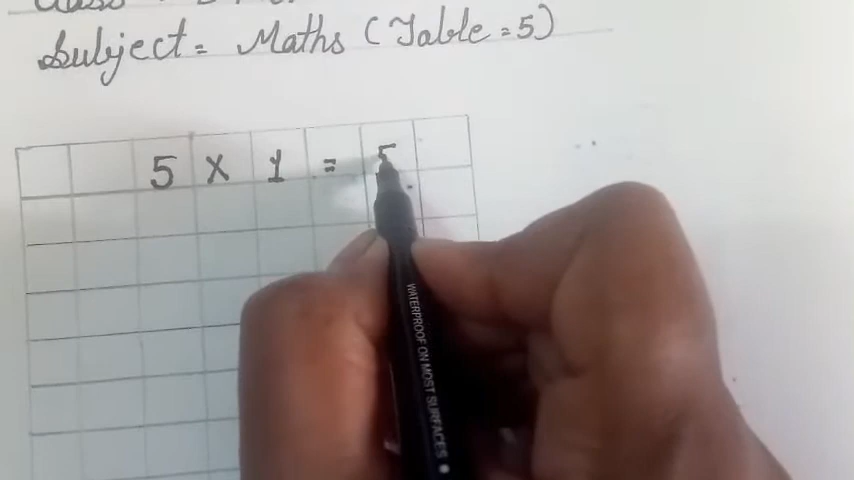 Subject = Maths (Table = 5)
5 × 1 = 5
WATERPROOF ON MOST SURFACES